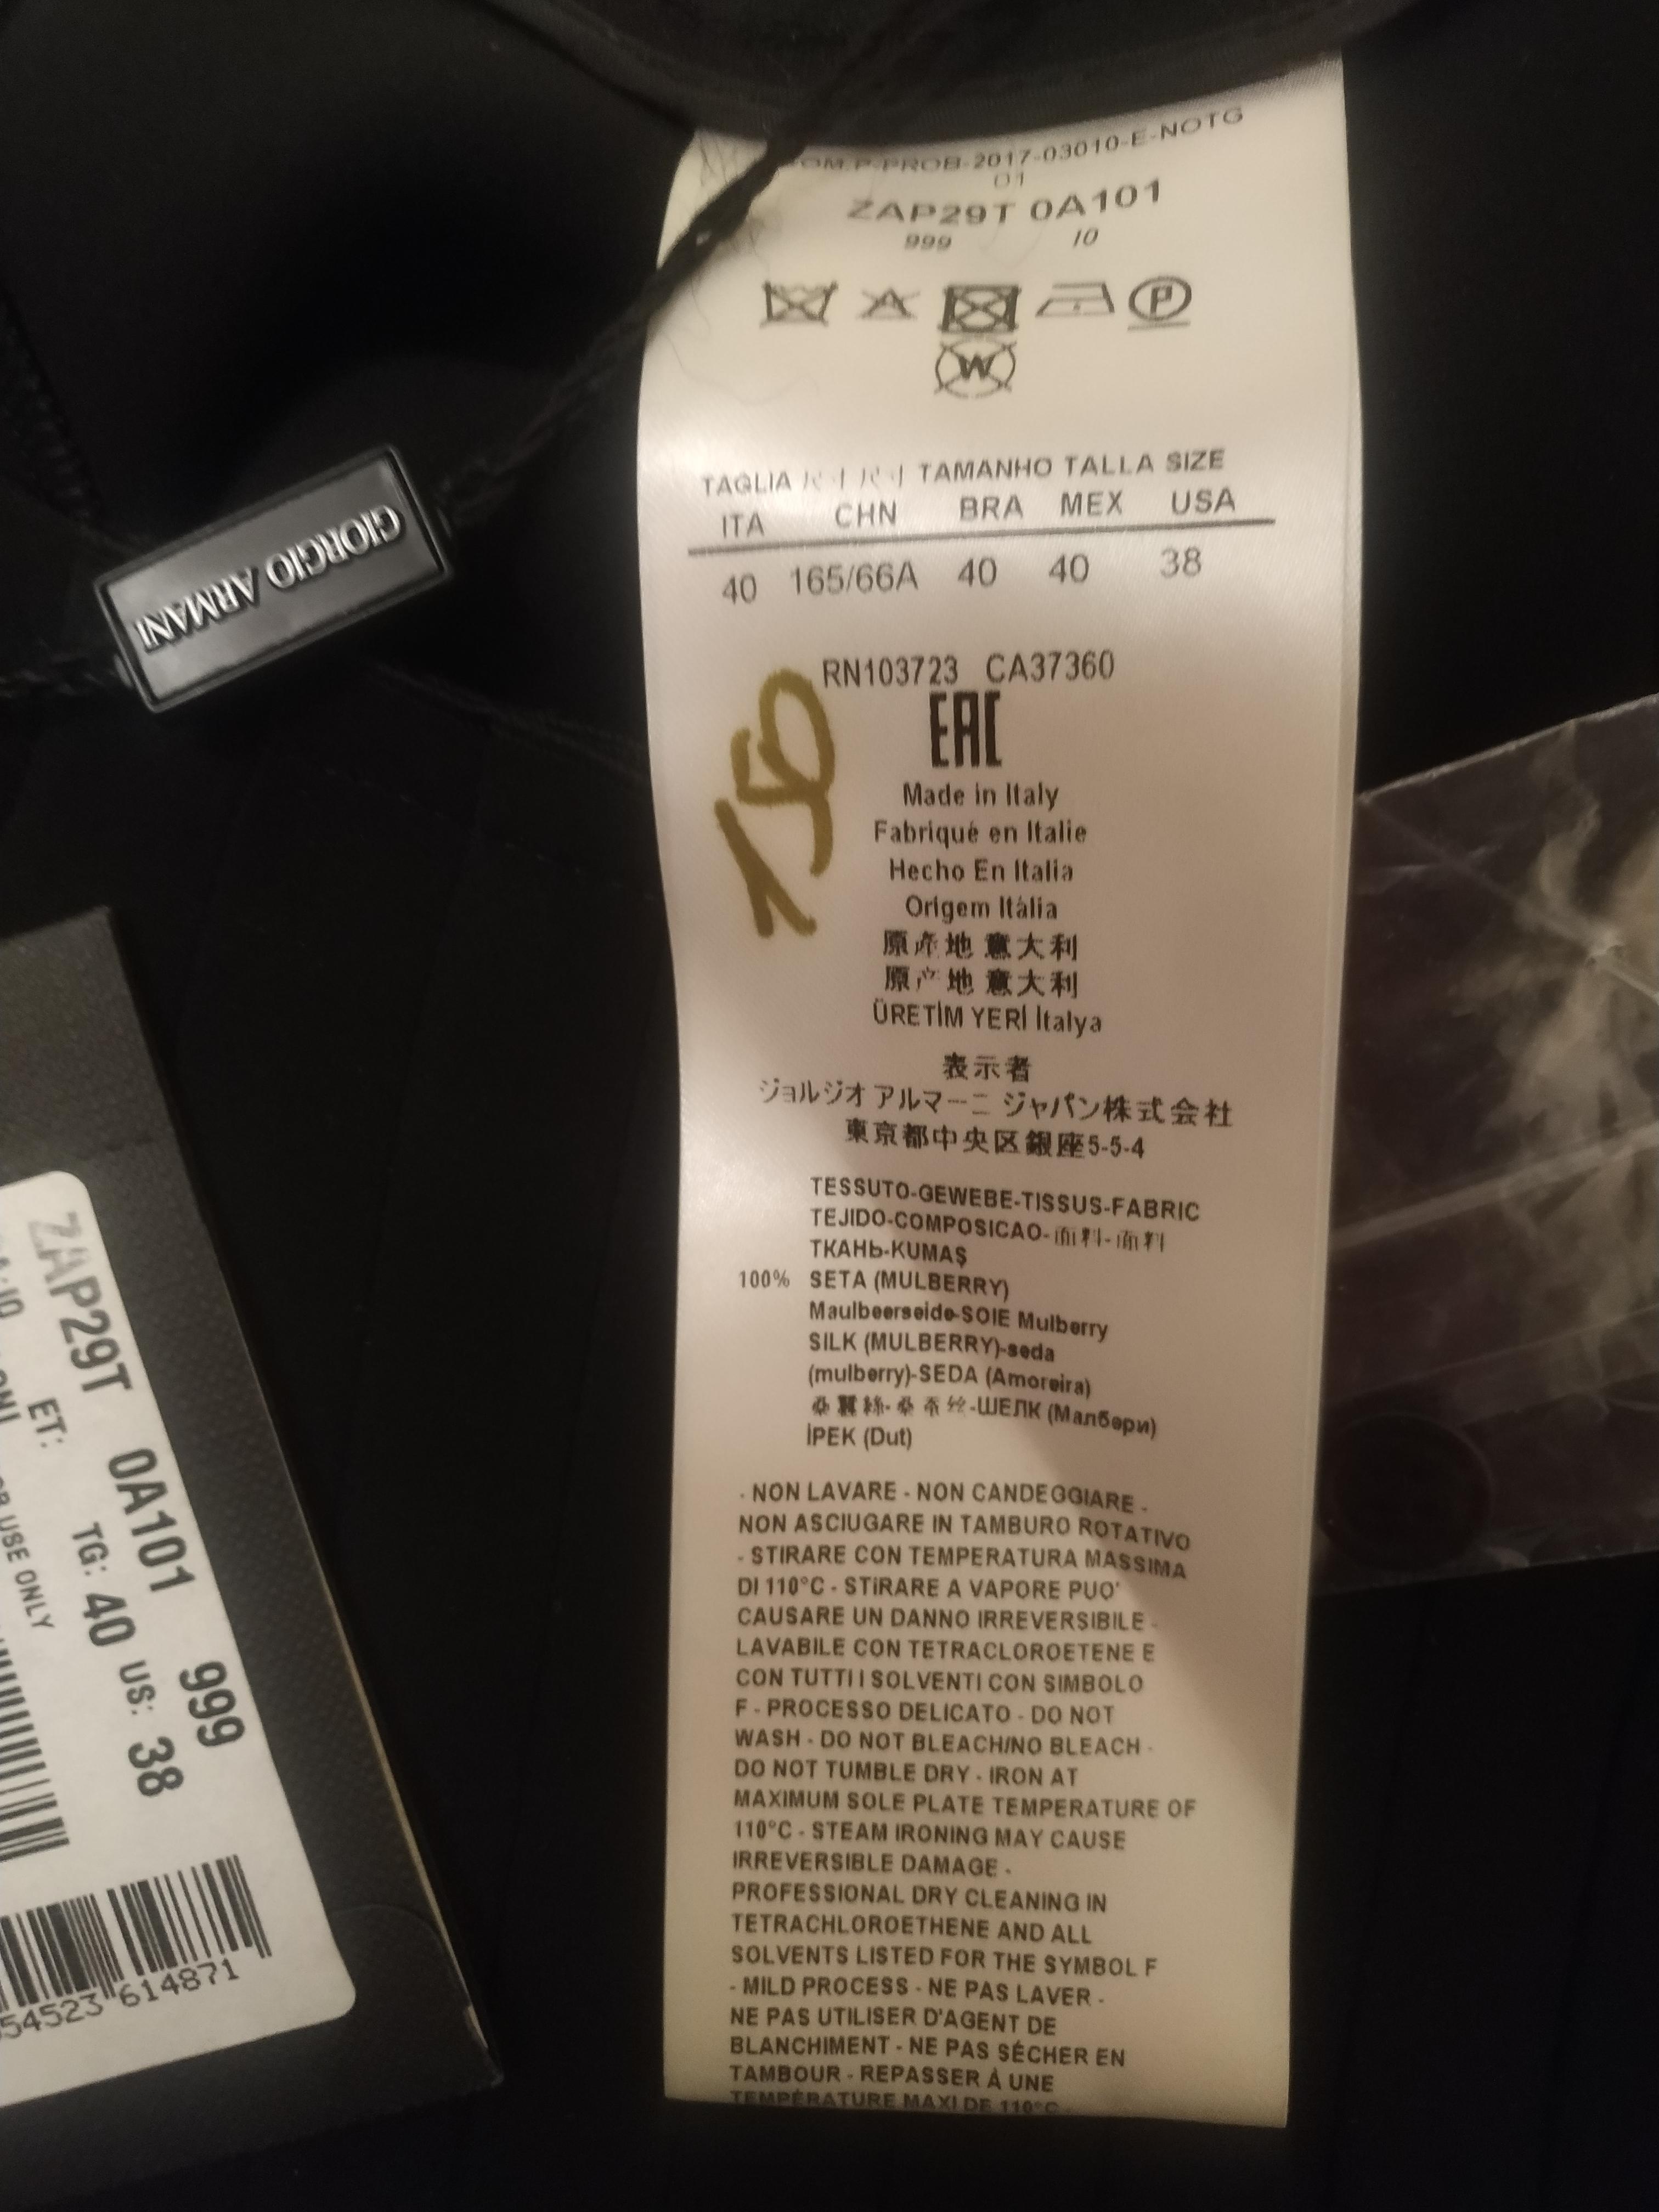 -PROB-2017-03010-E-NOTG
01
ZAP29T 0A101
999 10
W
P
TAGLIA 尺寸 尺寸 TAMANHO TALLA SIZE
ITA CHN BRA MEX USA
40 165/66A 40 40 38
RN103723 CA37360
EAC
150
Made in Italy
Fabriqué en Italie
Hecho En Italia
Origem Itália
原產地 意大利
原产地 意大利
ÜRETİM YERİ İtalya
表示者
ジョルジオ アルマーニ ジャパン株式会社
東京都中央区銀座5-5-4
TESSUTO-GEWEBE-TISSUS-FABRIC
TEJIDO-COMPOSICAO-面料-面料
ТКАНЬ-KUMAŞ
100% SETA (MULBERRY)
Maulbeerseide-SOIE Mulberry
SILK (MULBERRY)-seda
(mulberry)-SEDA (Amoreira)
桑蠶絲-桑蚕丝-ШЕЛК (Малбери)
İPEK (Dut)
- NON LAVARE - NON CANDEGGIARE -
NON ASCIUGARE IN TAMBURO ROTATIVO
- STIRARE CON TEMPERATURA MASSIMA
DI 110°C - STIRARE A VAPORE PUO'
CAUSARE UN DANNO IRREVERSIBILE -
LAVABILE CON TETRACLOROETENE E
CON TUTTI I SOLVENTI CON SIMBOLO
F - PROCESSO DELICATO - DO NOT
WASH - DO NOT BLEACH/NO BLEACH -
DO NOT TUMBLE DRY - IRON AT
MAXIMUM SOLE PLATE TEMPERATURE OF
110°C - STEAM IRONING MAY CAUSE
IRREVERSIBLE DAMAGE -
PROFESSIONAL DRY CLEANING IN
TETRACHLOROETHENE AND ALL
SOLVENTS LISTED FOR THE SYMBOL F
- MILD PROCESS - NE PAS LAVER -
NE PAS UTILISER D'AGENT DE
BLANCHIMENT - NE PAS SÉCHER EN
TAMBOUR - REPASSER À UNE
TEMPÉRATURE MAXI DE 110°C
GIORGIO ARMANI
ZAP29T 0A101 999
ET: TG: 40 US: 38
USE ONLY
54523 614871